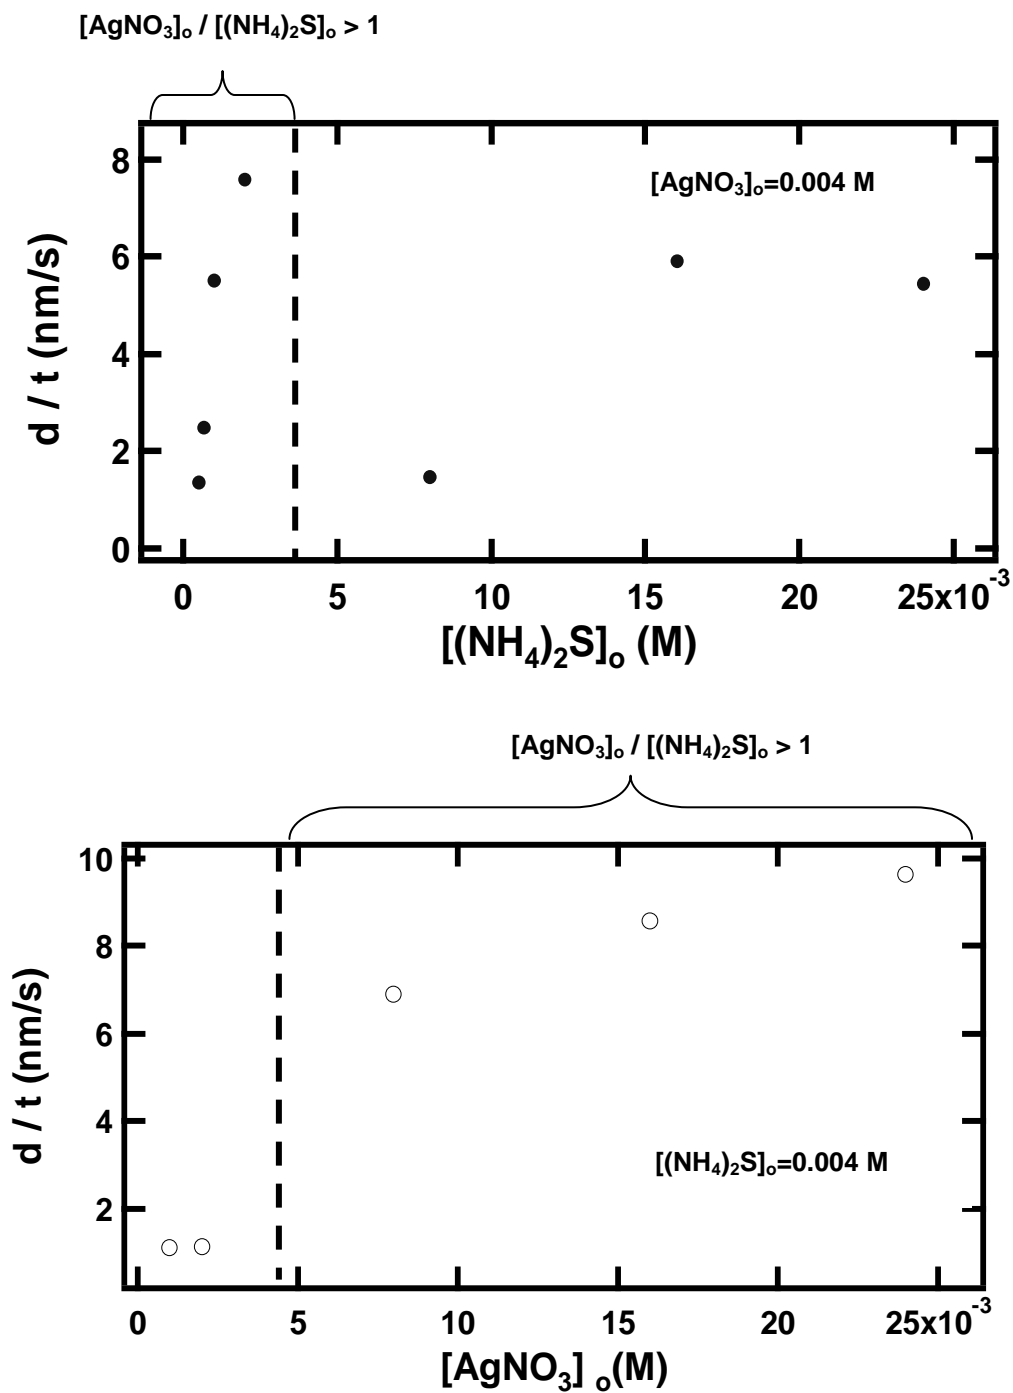 [AgNO₃]ₒ / [(NH₄)₂S]ₒ > 1
[AgNO₃]ₒ=0.004 M
8
6
4
2
0
d / t (nm/s)
0 5 10 15 20 25x10⁻³
[(NH₄)₂S]ₒ (M)
[AgNO₃]ₒ / [(NH₄)₂S]ₒ > 1
10
8
6
4
2
d / t (nm/s)
[(NH₄)₂S]ₒ=0.004 M
0 5 10 15 20 25x10⁻³
[AgNO₃] ₒ(M)